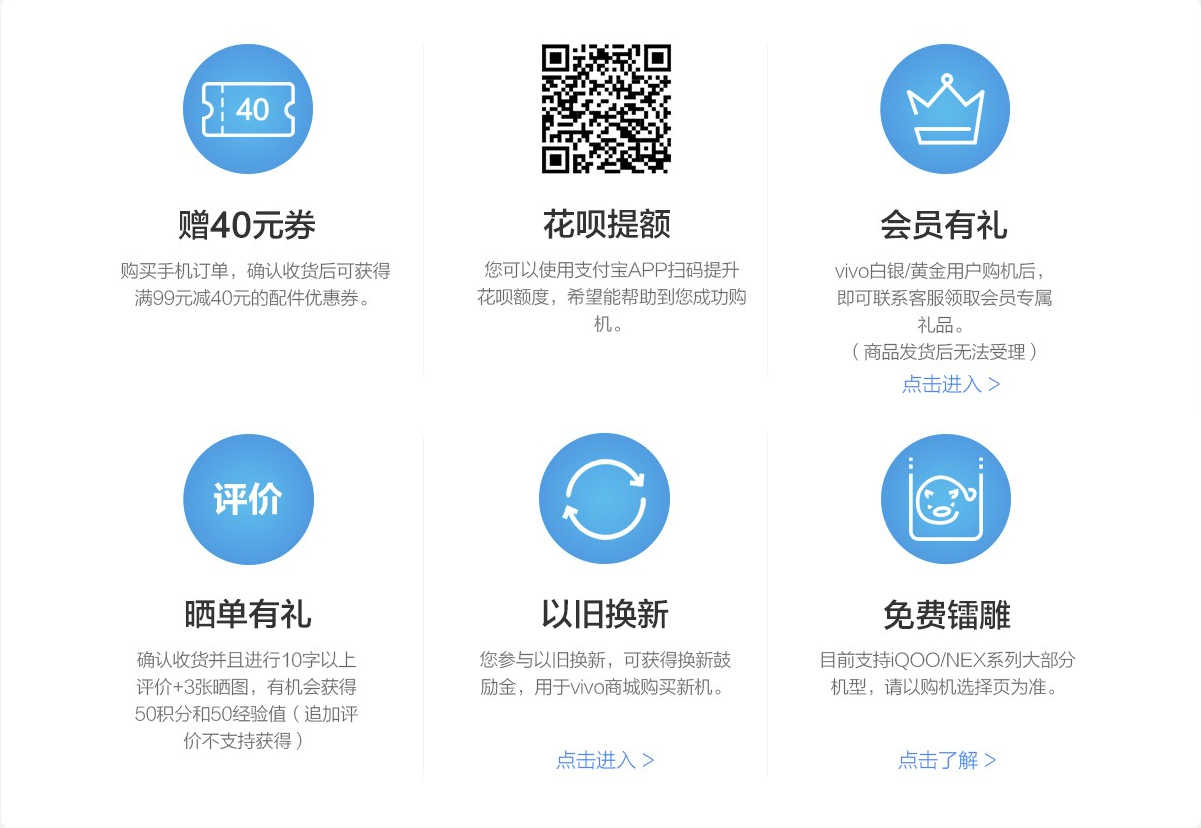 40
赠40元券
购买手机订单，确认收货后可获得
满99元减40元的配件优惠券。
花呗提额
您可以使用支付宝APP扫码提升
花呗额度，希望能帮助到您成功购
机。
会员有礼
vivo白银/黄金用户购机后，
即可联系客服领取会员专属
礼品。
（商品发货后无法受理）
点击进入 >
评价
晒单有礼
确认收货并且进行10字以上
评价+3张晒图，有机会获得
50积分和50经验值（追加评
价不支持获得）
以旧换新
您参与以旧换新，可获得换新鼓
励金，用于vivo商城购买新机。
点击进入 >
免费镭雕
目前支持iQOO/NEX系列大部分
机型，请以购机选择页为准。
点击了解 >